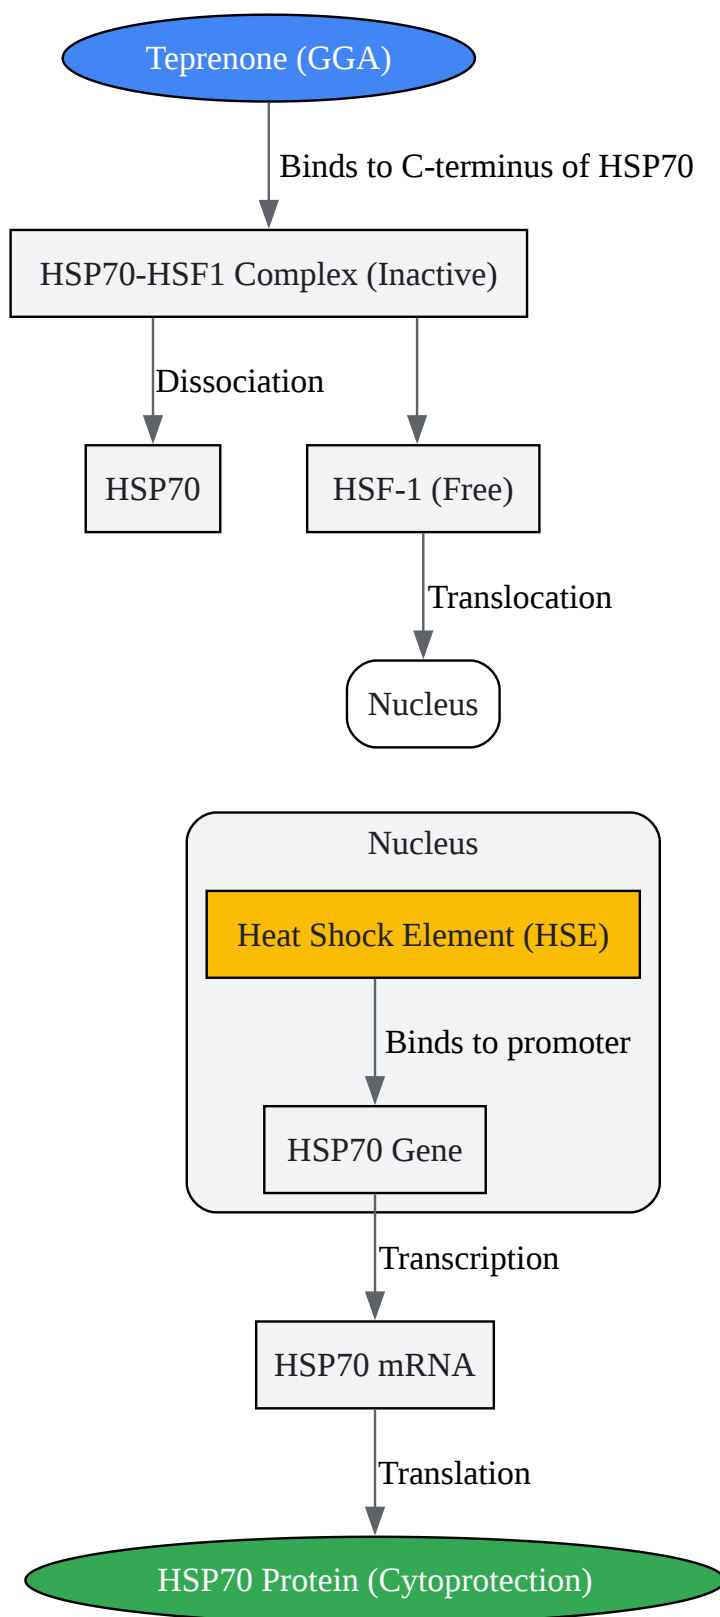 Teprenone (GGA)
Binds to C-terminus of HSP70
HSP70-HSF1 Complex (Inactive)
Dissociation
HSP70
HSF-1 (Free)
Translocation
Nucleus
Nucleus
Heat Shock Element (HSE)
Binds to promoter
HSP70 Gene
Transcription
HSP70 mRNA
Translation
HSP70 Protein (Cytoprotection)